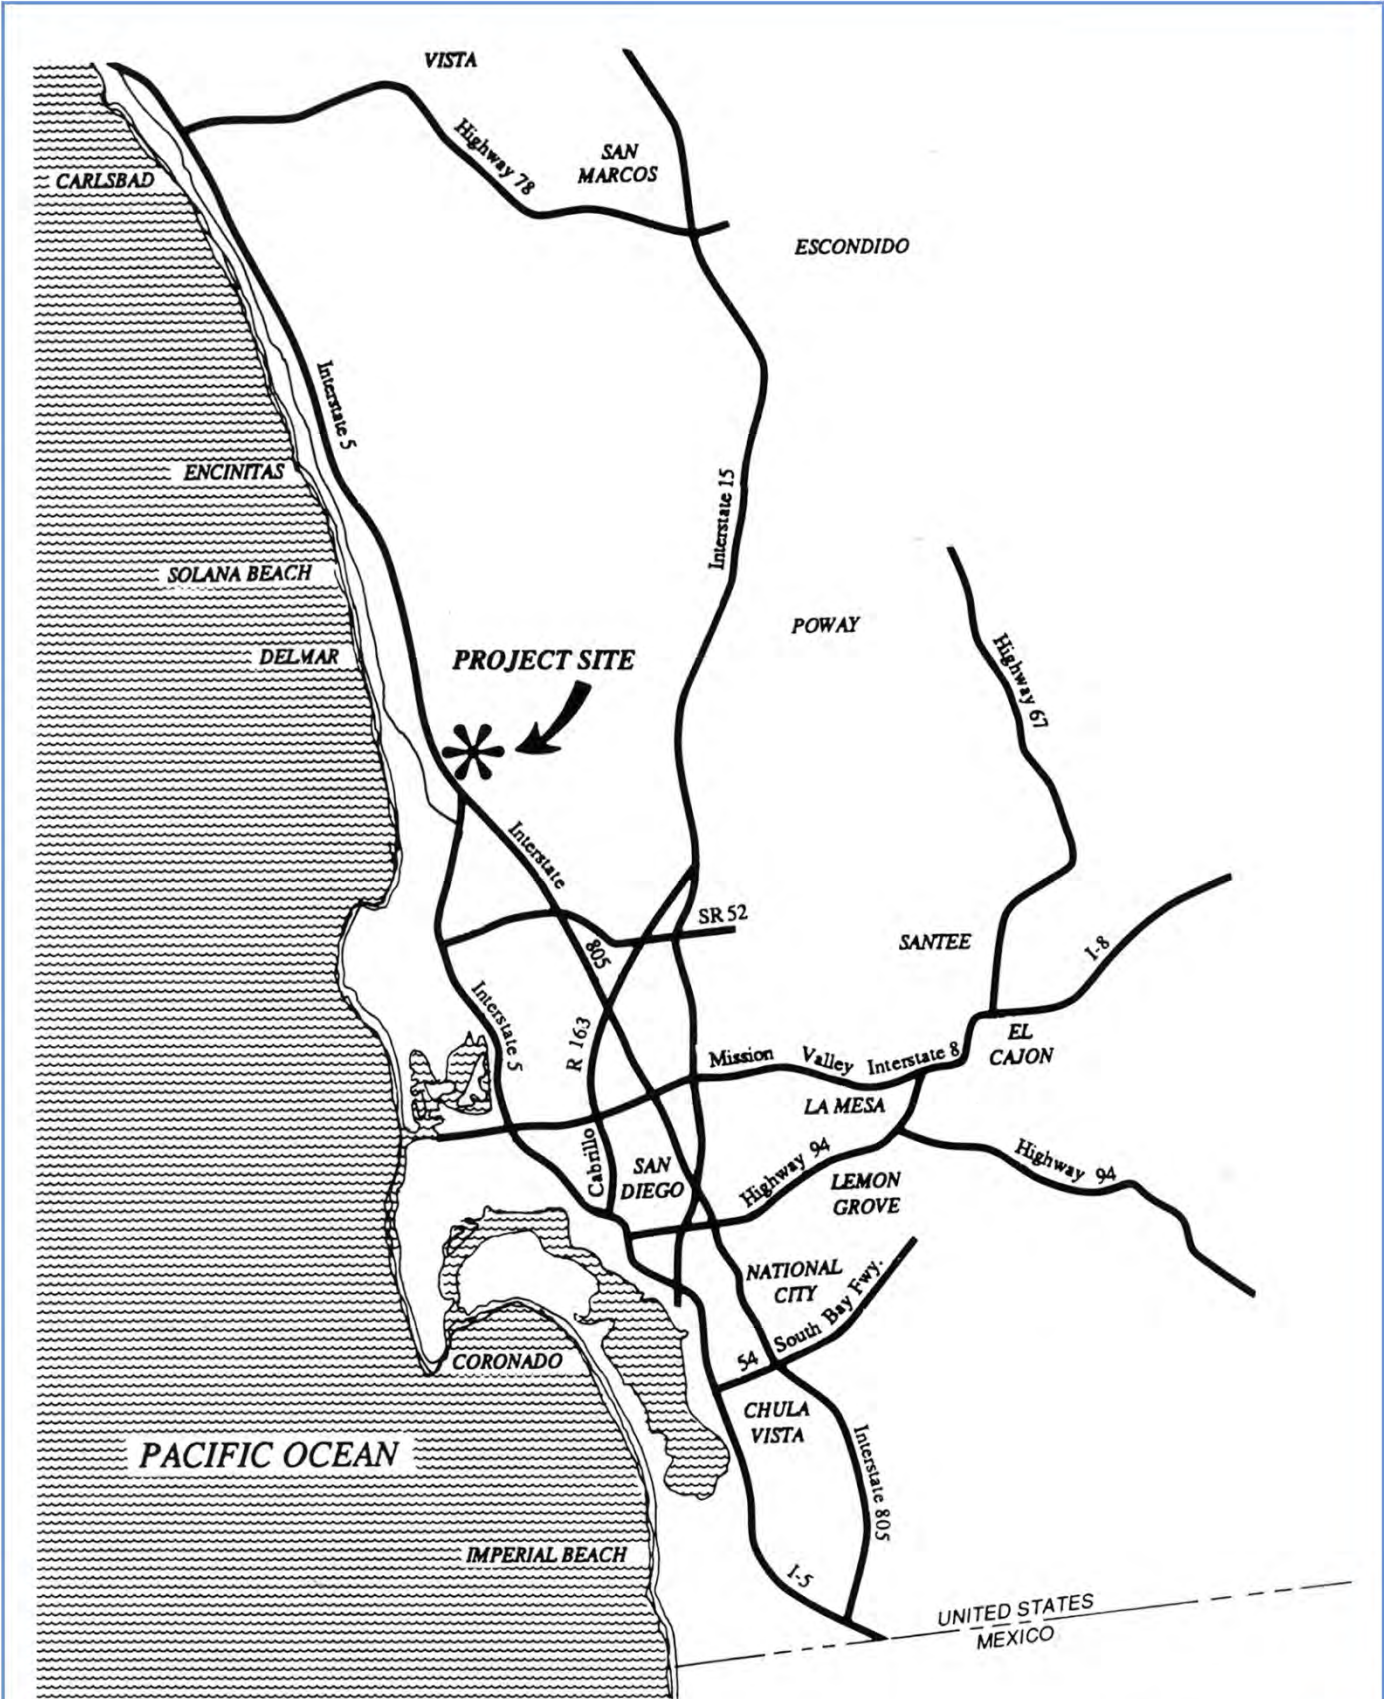 VISTA
Highway 78
SAN
MARCOS
CARLSBAD
ESCONDIDO
Interstate 5
ENCINITAS
Interstate 15
SOLANA BEACH
DELMAR
POWAY
PROJECT SITE
Highway 67
Interstate
805
SR 52
SANTEE
I-8
Interstate 5
R 163
EL
CAJON
Mission Valley Interstate 8
LA MESA
Cabrillo
SAN
DIEGO
Highway 94
LEMON
GROVE
Highway 94
NATIONAL
CITY
54 South Bay Fwy.
CORONADO
CHULA
VISTA
PACIFIC OCEAN
Interstate 805
IMPERIAL BEACH
I-5
UNITED STATES
MEXICO